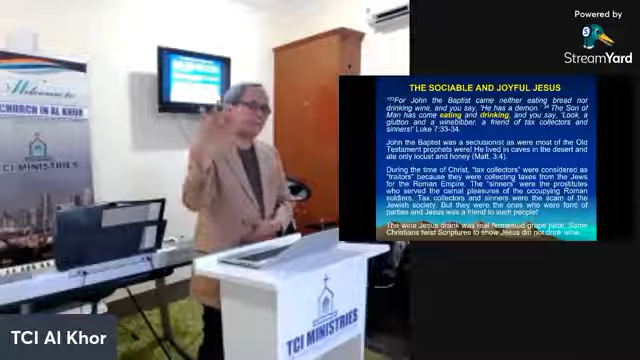 Powered by
StreamYard
Welcome to
CHURCH IN AL KHOR
TCI MINISTRIES
THE SOCIABLE AND JOYFUL JESUS
"33For John the Baptist came neither eating bread nor
drinking wine, and you say, 'He has a demon.' 34 The Son of
Man has come eating and drinking, and you say, 'Look, a
glutton and a winebibber, a friend of tax collectors and
sinners!' Luke 7:33-34.
John the Baptist was a seclusionist as were most of the Old
Testament prophets were! He lived in caves in the desert and
ate only locust and honey (Matt. 3:4).
During the time of Christ, "tax collectors" were considered as
"traitors" because they were collecting taxes from the Jews
for the Roman Empire. The "sinners" were the prostitutes
who served the carnal pleasures of the occupying Roman
soldiers. Tax collectors and sinners were the scam of the
Jewish society. But they were the ones who were fond of
parties and Jesus was a friend to such people!
The wine Jesus drank was real fermented grape juice. Some
Christians twist Scriptures to show Jesus did not drink wine.
TCI MINISTRIES
TCI Al Khor